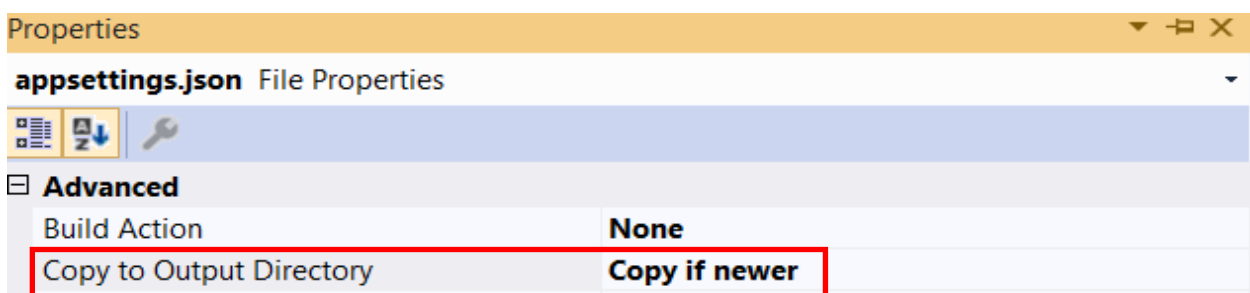 Properties
appsettings.json File Properties
Advanced
Build Action None
Copy to Output Directory Copy if newer